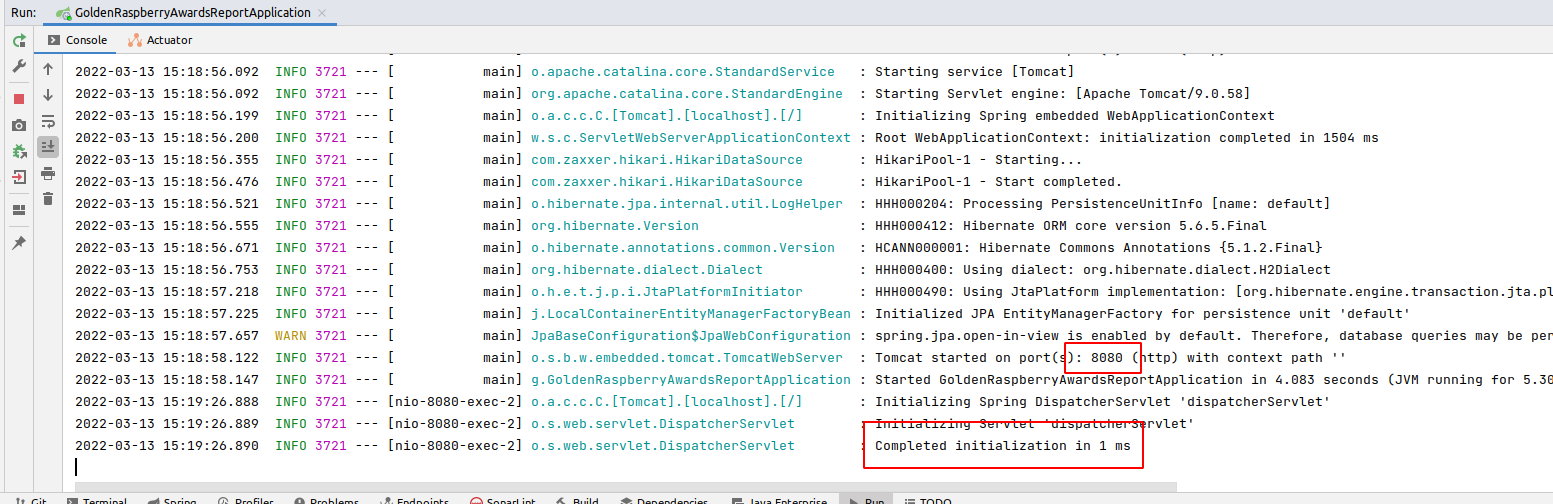 Run: GoldenRaspberryAwardsReportApplication
Console Actuator
2022-03-13 15:18:56.092 INFO 3721 --- [ main] o.apache.catalina.core.StandardService : Starting service [Tomcat]
2022-03-13 15:18:56.092 INFO 3721 --- [ main] org.apache.catalina.core.StandardEngine : Starting Servlet engine: [Apache Tomcat/9.0.58]
2022-03-13 15:18:56.199 INFO 3721 --- [ main] o.a.c.c.C.[Tomcat].[localhost].[/] : Initializing Spring embedded WebApplicationContext
2022-03-13 15:18:56.200 INFO 3721 --- [ main] w.s.c.ServletWebServerApplicationContext : Root WebApplicationContext: initialization completed in 1504 ms
2022-03-13 15:18:56.355 INFO 3721 --- [ main] com.zaxxer.hikari.HikariDataSource : HikariPool-1 - Starting...
2022-03-13 15:18:56.476 INFO 3721 --- [ main] com.zaxxer.hikari.HikariDataSource : HikariPool-1 - Start completed.
2022-03-13 15:18:56.521 INFO 3721 --- [ main] o.hibernate.jpa.internal.util.LogHelper : HHH000204: Processing PersistenceUnitInfo [name: default]
2022-03-13 15:18:56.555 INFO 3721 --- [ main] org.hibernate.Version : HHH000412: Hibernate ORM core version 5.6.5.Final
2022-03-13 15:18:56.671 INFO 3721 --- [ main] o.hibernate.annotations.common.Version : HCANN000001: Hibernate Commons Annotations {5.1.2.Final}
2022-03-13 15:18:56.753 INFO 3721 --- [ main] org.hibernate.dialect.Dialect : HHH000400: Using dialect: org.hibernate.dialect.H2Dialect
2022-03-13 15:18:57.218 INFO 3721 --- [ main] o.h.e.t.j.p.i.JtaPlatformInitiator : HHH000490: Using JtaPlatform implementation: [org.hibernate.engine.transaction.jta.pl
2022-03-13 15:18:57.225 INFO 3721 --- [ main] j.LocalContainerEntityManagerFactoryBean : Initialized JPA EntityManagerFactory for persistence unit 'default'
2022-03-13 15:18:57.657 WARN 3721 --- [ main] JpaBaseConfiguration$JpaWebConfiguration : spring.jpa.open-in-view is enabled by default. Therefore, database queries may be per
2022-03-13 15:18:58.122 INFO 3721 --- [ main] o.s.b.w.embedded.tomcat.TomcatWebServer : Tomcat started on port(s): 8080 (http) with context path ''
2022-03-13 15:18:58.147 INFO 3721 --- [ main] g.GoldenRaspberryAwardsReportApplication : Started GoldenRaspberryAwardsReportApplication in 4.083 seconds (JVM running for 5.30
2022-03-13 15:19:26.888 INFO 3721 --- [nio-8080-exec-2] o.a.c.c.C.[Tomcat].[localhost].[/] : Initializing Spring DispatcherServlet 'dispatcherServlet'
2022-03-13 15:19:26.889 INFO 3721 --- [nio-8080-exec-2] o.s.web.servlet.DispatcherServlet : Initializing Servlet 'dispatcherServlet'
2022-03-13 15:19:26.890 INFO 3721 --- [nio-8080-exec-2] o.s.web.servlet.DispatcherServlet : Completed initialization in 1 ms
Git Terminal Spring Profiler Problems Endpoints SonarLint Build Dependencies Java Enterprise Run TODO